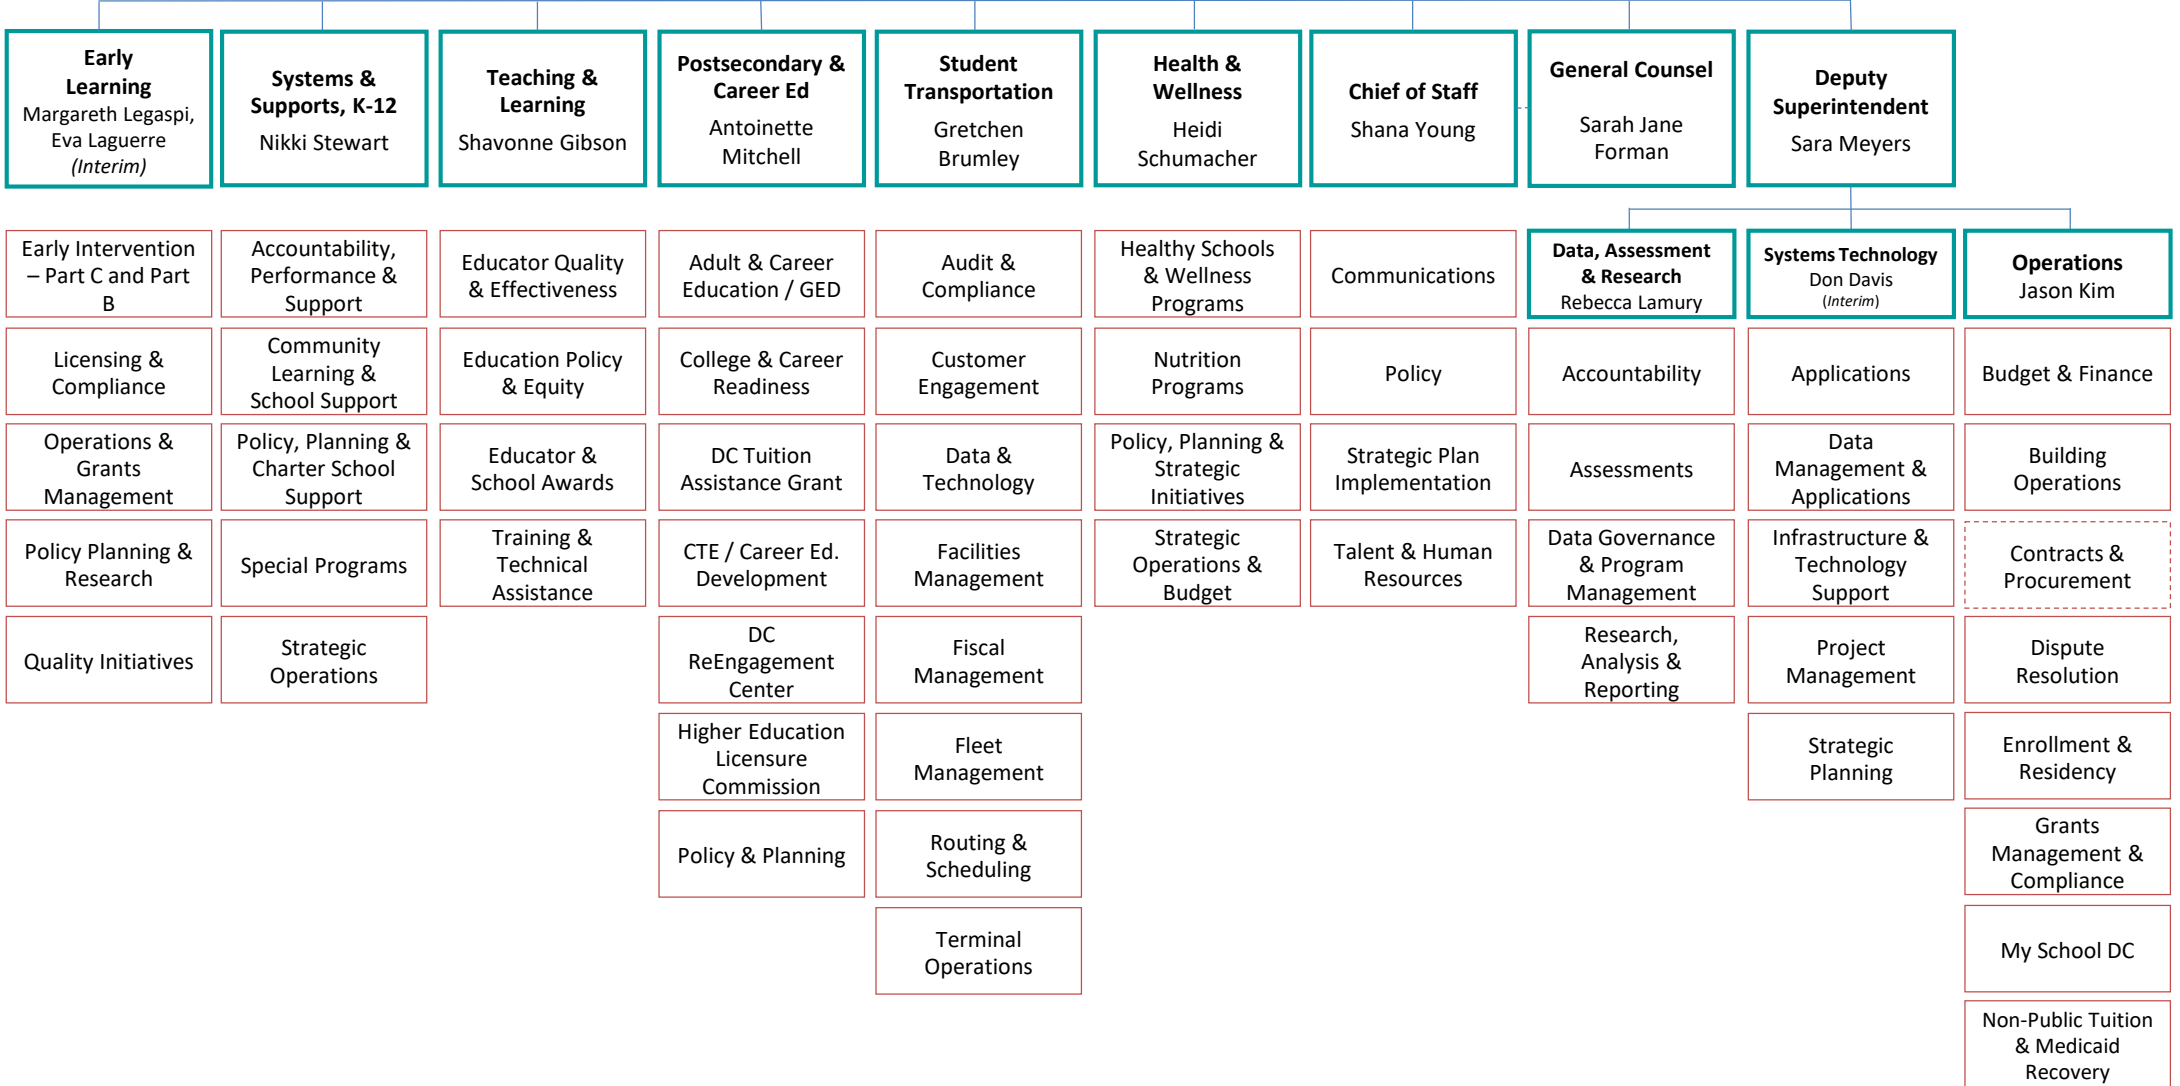 Early
Learning
Margareth Legaspi,
Eva Laguerre
(Interim)
Systems &
Supports, K-12
Nikki Stewart
Teaching &
Learning
Shavonne Gibson
Postsecondary &
Career Ed
Antoinette
Mitchell
Student
Transportation
Gretchen
Brumley
Health &
Wellness
Heidi
Schumacher
Chief of Staff
Shana Young
General Counsel
Sarah Jane
Forman
Deputy
Superintendent
Sara Meyers
Early Intervention
– Part C and Part
B
Licensing &
Compliance
Operations &
Grants
Management
Policy Planning &
Research
Quality Initiatives
Accountability,
Performance &
Support
Community
Learning &
School Support
Policy, Planning &
Charter School
Support
Special Programs
Strategic
Operations
Educator Quality
& Effectiveness
Education Policy
& Equity
Educator &
School Awards
Training &
Technical
Assistance
Adult & Career
Education / GED
College & Career
Readiness
DC Tuition
Assistance Grant
CTE / Career Ed.
Development
DC
ReEngagement
Center
Higher Education
Licensure
Commission
Policy & Planning
Audit &
Compliance
Customer
Engagement
Data &
Technology
Facilities
Management
Fiscal
Management
Fleet
Management
Routing &
Scheduling
Terminal
Operations
Healthy Schools
& Wellness
Programs
Nutrition
Programs
Policy, Planning &
Strategic
Initiatives
Strategic
Operations &
Budget
Communications
Policy
Strategic Plan
Implementation
Talent & Human
Resources
Data, Assessment
& Research
Rebecca Lamury
Accountability
Assessments
Data Governance
& Program
Management
Research,
Analysis &
Reporting
Systems Technology
Don Davis
(Interim)
Applications
Data
Management &
Applications
Infrastructure &
Technology
Support
Project
Management
Strategic
Planning
Operations
Jason Kim
Budget & Finance
Building
Operations
Contracts &
Procurement
Dispute
Resolution
Enrollment &
Residency
Grants
Management &
Compliance
My School DC
Non-Public Tuition
& Medicaid
Recovery